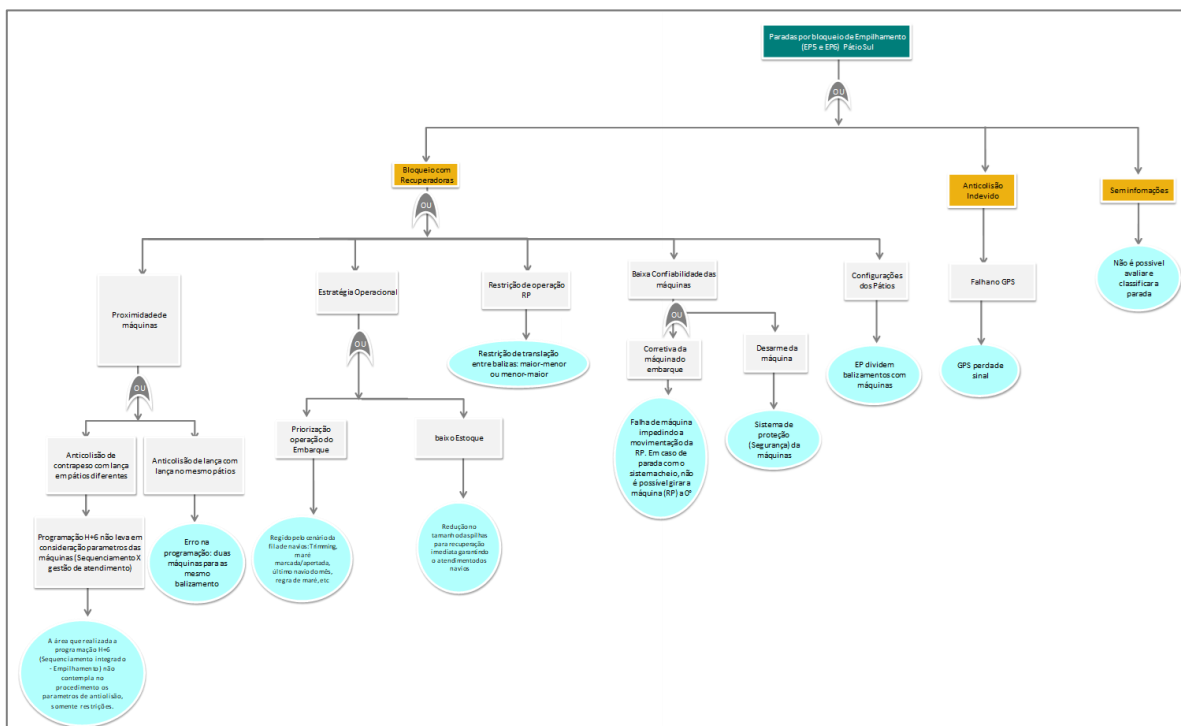 Paradas por bloqueio de Empilhamento
(EP5 e EP6) Pátio Sul
OU
Bloqueio com
Recuperadoras
Anticolisão
Indevido
Sem infomações
OU
Proximidade de
máquinas
Estratégia Operacional
Restrição de operação
RP
Baixa Confiabilidade das
máquinas
Configurações
dos Pátios
Falha no GPS
Não é possivel
avaliar e
classificar a
parada
OU
OU
OU
Restrição de translação
entre balizas: maior-menor
ou menor-maior
Corretiva da
máquina do
embarque
Desarme da
máquina
EP dividem
balizamentos com
máquinas
GPS perda de
sinal
Anticolisão de
contrapeso com lança
em pátios diferentes
Anticolisão de lança com
lança no mesmo pátios
Priorização
operação do
Embarque
baixo Estoque
Falha de máquina
impedindo a
movimentação da
RP. Em caso de
parada com o
sistema cheio, não
é possível girar a
máquina (RP) a 0°
Sistema de
proteção
(Segurança) da
máquinas
Programação H+6 não leva em
consideração parametros das
máquinas (Sequenciamento X
gestão de atendimento)
Erro na
programação: duas
máquinas para as
mesmo
balizamento
Regido pelo cenário da
fila de navios: Trimming,
maré
marcada/apertada,
último navio do mês,
regra de maré, etc
Redução no
tamanho das pilhas
para recuperação
imediata garantindo
o atendimento dos
navios
A área que realizada a
programação H+6
(Sequenciamento integrado
- Empilhamento) não
contempla no
procedimento os
parametros de antiolisão,
somente restrições.